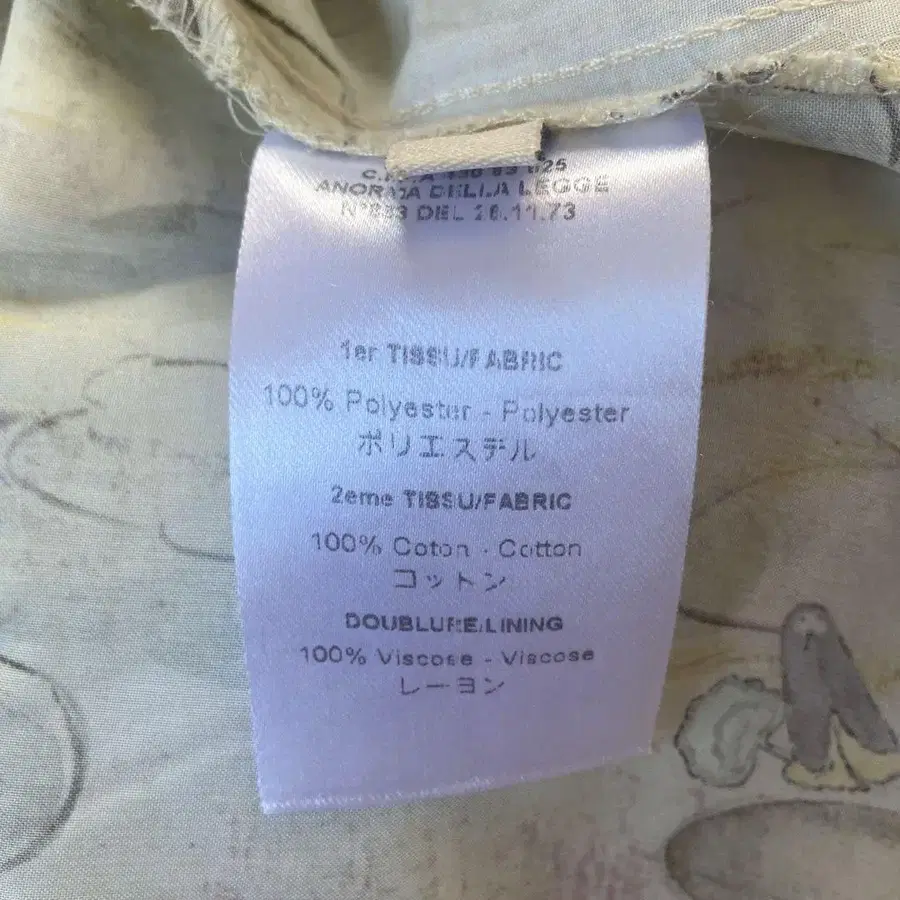 ANORMA DELLA LEGGE
N°883 DEL 26.11.73
1er TISSU/FABRIC
100% Polyester - Polyester
ポリエステル
2eme TISSU/FABRIC
100% Coton - Cotton
コットン
DOUBLURE/LINING
100% Viscose - Viscose
レーヨン